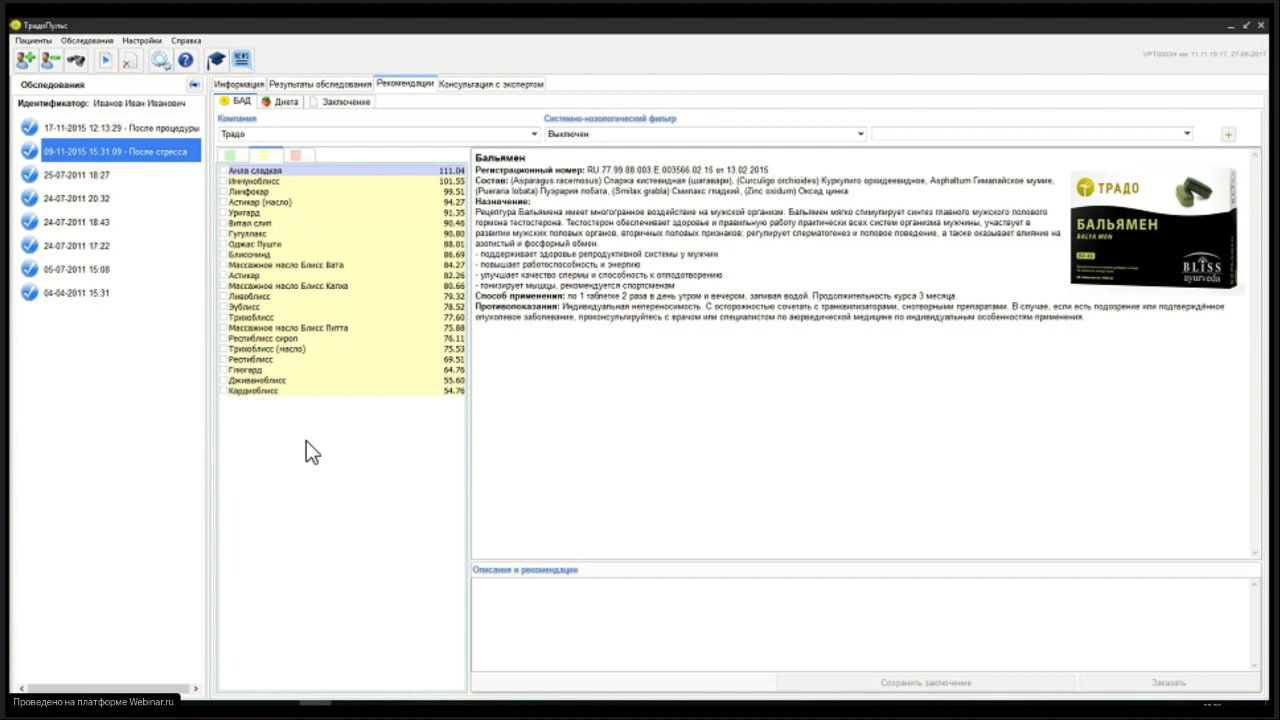 ТрадоПульс
Пациенты Обследования Настройки Справка
NEWS
Обследования
Идентификатор: Иванов Иван Иванович
17-11-2015 12:13:29 - После процедуры
09-11-2015 15:31:09 - После стресса
25-07-2011 18:27
24-07-2011 20:32
24-07-2011 18:43
24-07-2011 17:22
05-07-2011 15:08
04-04-2011 15:31
Информация Результаты обследования Рекомендации Консультация с экспертом
БАД Диета Заключение
Компания Системно-нозологический фильтр
Традо Выключен
Амла сладкая 111.04
Иммуноблисс 101.55
Лимфокар 99.51
Астикар (масло) 94.27
Уригард 91.35
Витал слип 90.46
Гугуллакс 90.80
Оджас Пушти 88.01
Блиссчинд 86.69
Массажное масло Блисс Вата 84.27
Астикар 82.26
Массажное масло Блисс Капха 80.66
Ливоблисс 79.32
Эублисс 78.52
Трихоблисс 77.60
Массажное масло Блисс Питта 75.88
Респиблисс сироп 76.11
Трихоблисс (масло) 75.53
Респиблисс 69.51
Глюгард 64.76
Дживаноблисс 55.60
Кардиоблисс 54.76
Бальямен
Регистрационный номер: RU.77.99.88.003.Е.003566.02.15 от 13.02.2015
Состав: (Asparagus racemosus) Спаржа кистевидная (шатавари), (Curculigo orchioides) Куркулиго орхидеевидное, Asphaltum Гималайское мумие,
(Pueraria lobata) Пуэрария лобата, (Smilax grabla) Смилакс гладкий, (Zinc oxidum) Оксид цинка
Назначение:
Рецептура Бальямена имеет многогранное воздействие на мужской организм. Бальямен мягко стимулирует синтез главного мужского полового
гормона тестостерона. Тестостерон обеспечивает здоровье и правильную работу практически всех систем организма мужчины, участвует в
развитии мужских половых органов, вторичных половых признаков; регулирует сперматогенез и половое поведение, а также оказывает влияние на
азотистый и фосфорный обмен.
- поддерживает здоровье репродуктивной системы у мужчин
- повышает работоспособность и энергию
- улучшает качество спермы и способность к оплодотворению
- тонизирует мышцы, рекомендуется спортсменам
Способ применения: по 1 таблетке 2 раза в день утром и вечером, запивая водой. Продолжительность курса 3 месяца.
Противопоказания: Индивидуальная непереносимость. С осторожностью сочетать с транквилизаторами, снотворными препаратами. В случае, если есть подозрение или подтверждённое
опухолевое заболевание, проконсультируйтесь с врачом или специалистом по аюрведической медицине по индивидуальным особенностям применения.
ТРАДО
БАЛЬЯМЕН
BALYA MEN
BLISS
ayurveda
Описание и рекомендации
Сохранить заключение Заказать
Проведено на платформе Webinar.ru